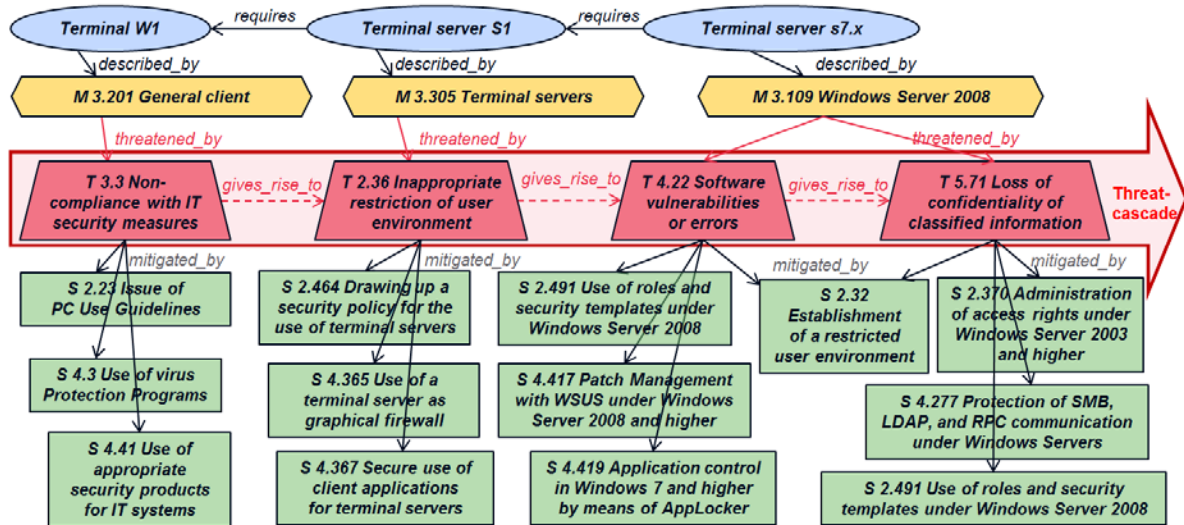 Terminal W1
requires
Terminal server S1
requires
Terminal server s7.x
described_by
described_by
described_by
M 3.201 General client
M 3.305 Terminal servers
M 3.109 Windows Server 2008
threatened_by
threatened_by
threatened_by
T 3.3 Non-
compliance with IT
security measures
gives_rise_to
T 2.36 Inappropriate
restriction of user
environment
gives_rise_to
T 4.22 Software
vulnerabilities
or errors
gives_rise_to
T 5.71 Loss of
confidentiality of
classified information
Threat-
cascade
mitigated_by
mitigated_by
mitigated_by
mitigated_by
S 2.23 Issue of
PC Use Guidelines
S 4.3 Use of virus
Protection Programs
S 4.41 Use of
appropriate
security products
for IT systems
S 2.464 Drawing up a
security policy for the
use of terminal servers
S 4.365 Use of a
terminal server as
graphical firewall
S 4.367 Secure use of
client applications
for terminal servers
S 2.491 Use of roles and
security templates under
Windows Server 2008
S 4.417 Patch Management
with WSUS under Windows
Server 2008 and higher
S 4.419 Application control
in Windows 7 and higher
by means of AppLocker
S 2.32
Establishment
of a restricted
user environment
S 2.370 Administration
of access rights under
Windows Server 2003
and higher
S 4.277 Protection of SMB,
LDAP, and RPC communication
under Windows Servers
S 2.491 Use of roles and security
templates under Windows Server 2008